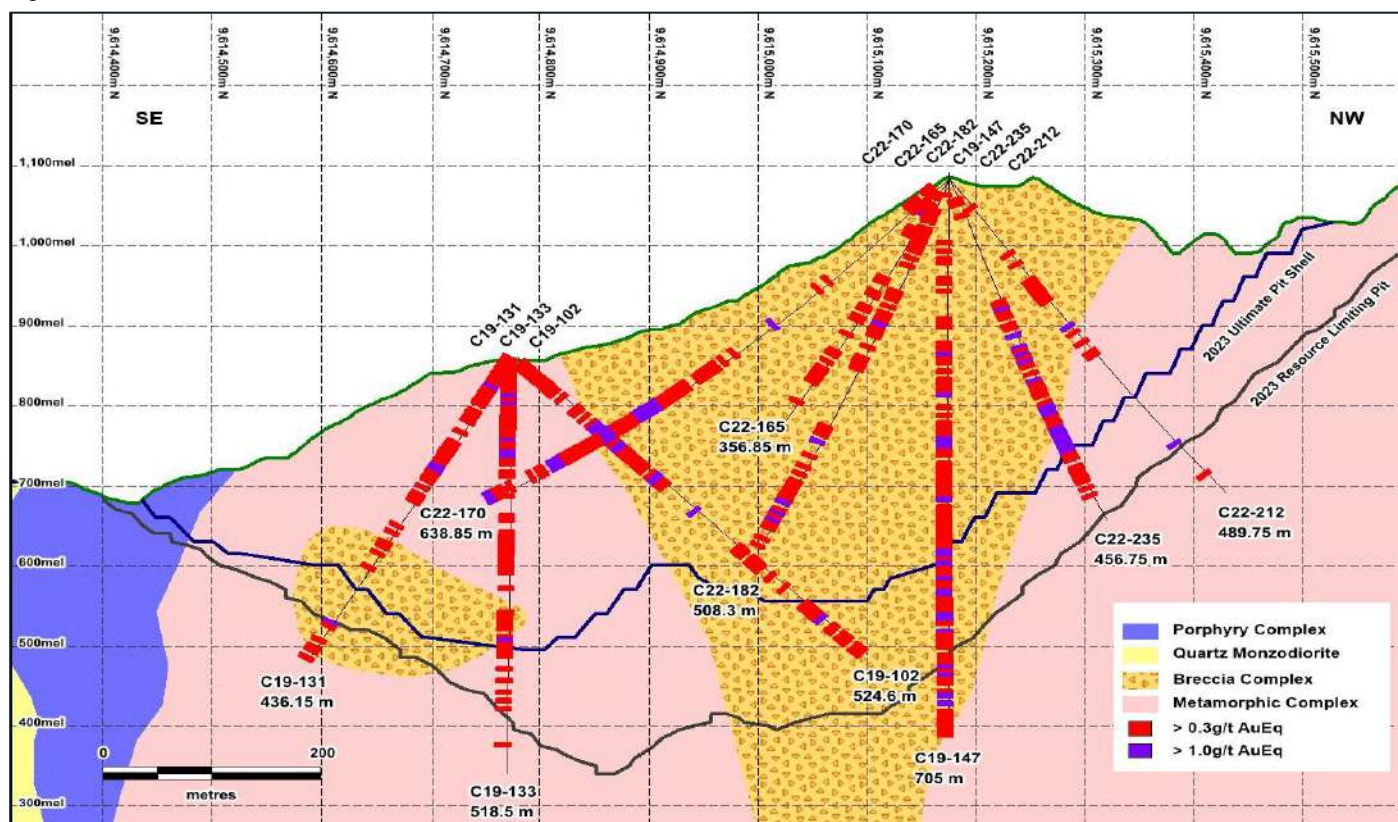 9,614,400m N
9,614,500m N
9,614,600m N
9,614,700m N
9,614,800m N
9,614,900m N
9,615,000m N
9,615,100m N
9,615,200m N
9,615,300m N
9,615,400m N
9,615,500m N
SE
NW
C22-170
C22-165
C22-182
C19-147
C22-235
C22-212
1,100mel
1,000mel
900mel
800mel
700mel
600mel
500mel
400mel
300mel
C19-131
C19-133
C19-102
2023 Ultimate Pit Shell
2023 Resource Limiting Pit
C22-165
356.85 m
C22-170
638.85 m
C22-212
489.75 m
C22-235
456.75 m
C22-182
508.3 m
C19-131
436.15 m
C19-102
524.6 m
C19-147
705 m
C19-133
518.5 m
0
200
metres
Porphyry Complex
Quartz Monzodiorite
Breccia Complex
Metamorphic Complex
> 0.3g/t AuEq
> 1.0g/t AuEq